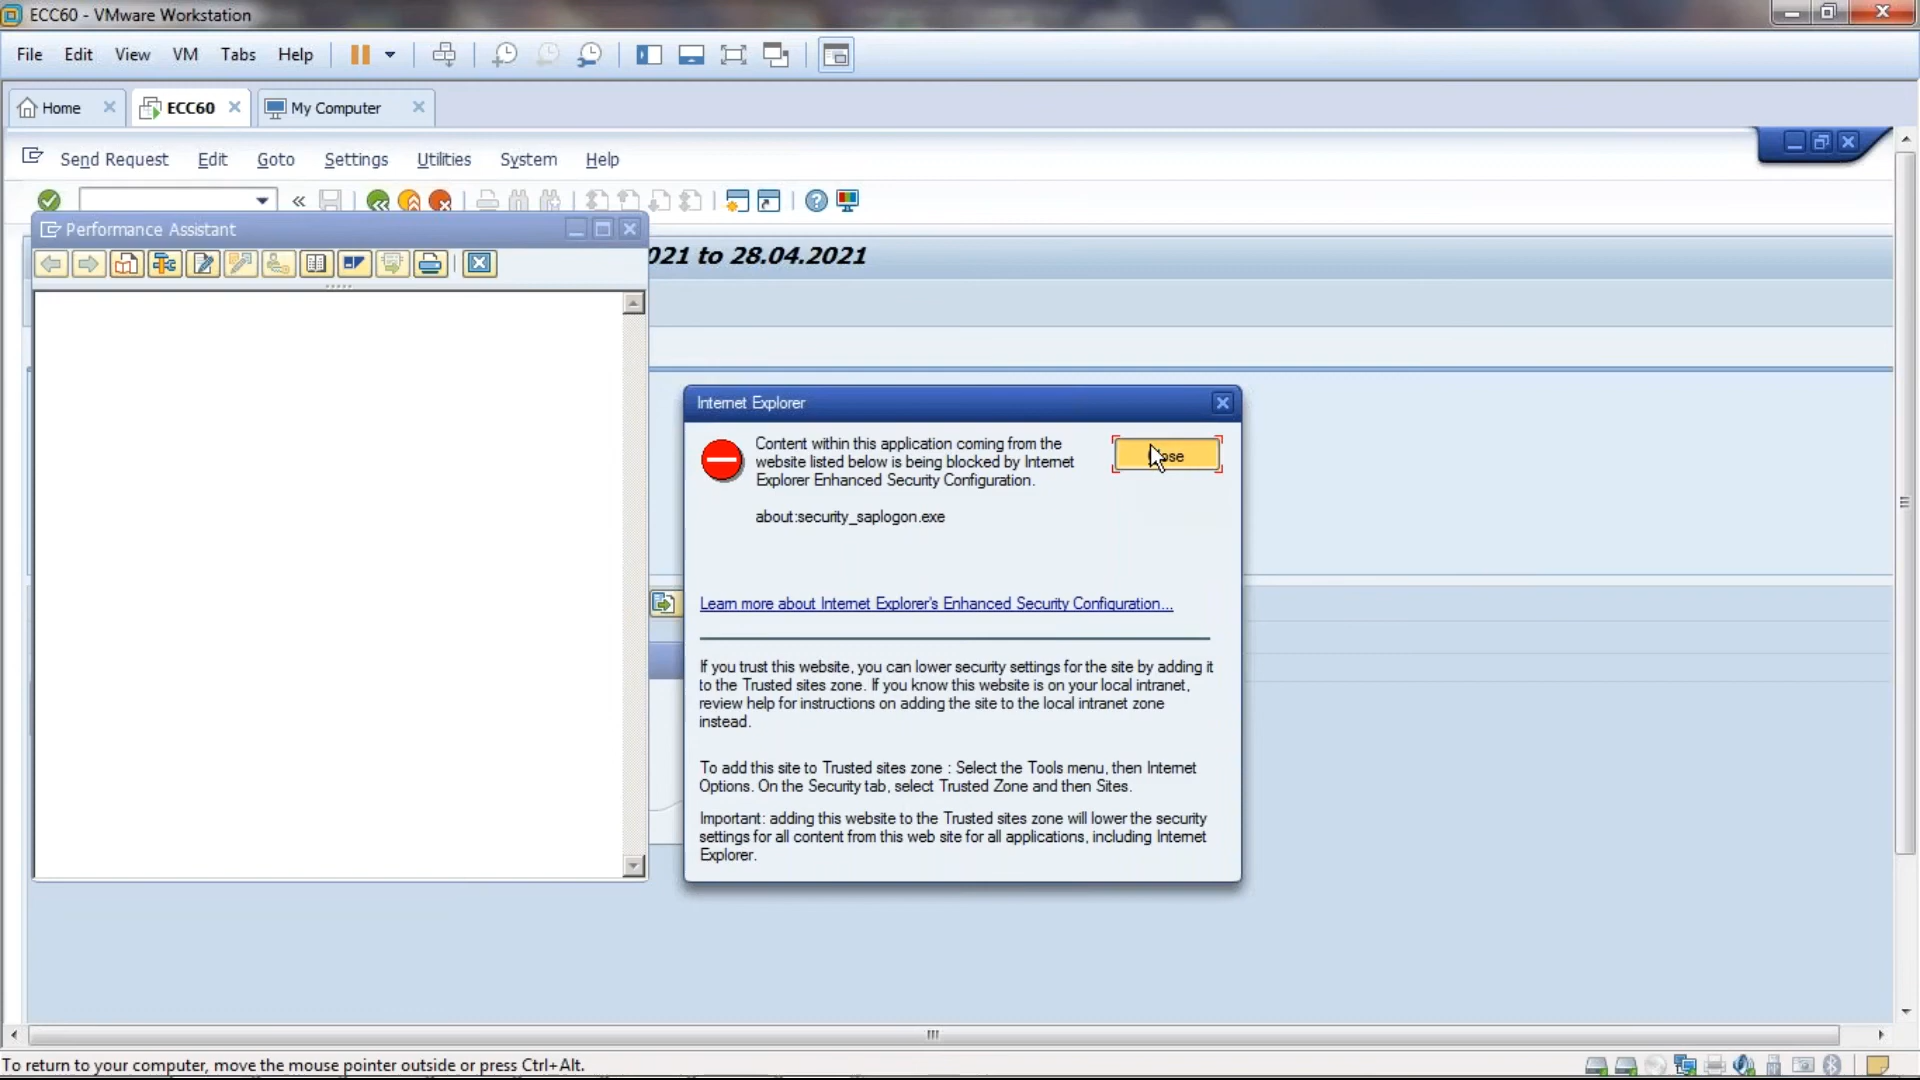 ECC60 - VMware Workstation
File Edit View VM Tabs Help
Home ECC60 My Computer
Send Request Edit Goto Settings Utilities System Help
Performance Assistant
021 to 28.04.2021
Internet Explorer
Content within this application coming from the
website listed below is being blocked by Internet
Explorer Enhanced Security Configuration.
about:security_saplogon.exe
Learn more about Internet Explorer's Enhanced Security Configuration...
If you trust this website, you can lower security settings for the site by adding it
to the Trusted sites zone. If you know this website is on your local intranet,
review help for instructions on adding the site to the local intranet zone
instead.
To add this site to Trusted sites zone : Select the Tools menu, then Internet
Options. On the Security tab, select Trusted Zone and then Sites.
Important: adding this website to the Trusted sites zone will lower the security
settings for all content from this web site for all applications, including Internet
Explorer.
To return to your computer, move the mouse pointer outside or press Ctrl+Alt.